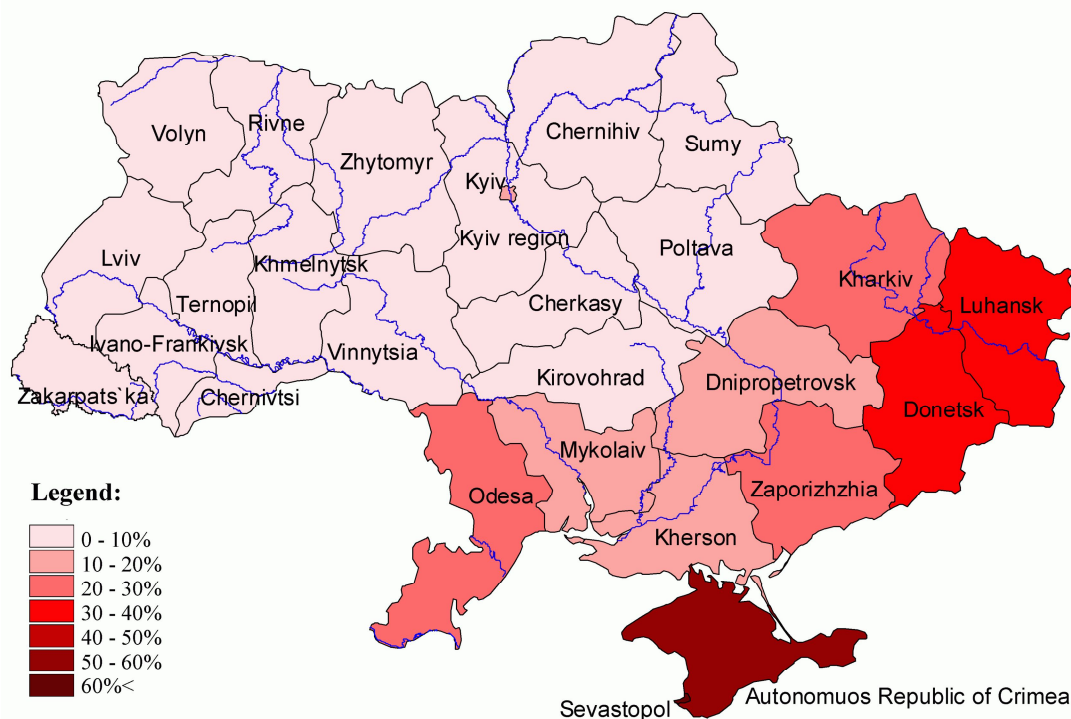 Volyn
Rivne
Zhytomyr
Kyiv
Chernihiv
Sumy
Kyiv region
Poltava
Lviv
Khmelnytsk
Kharkiv
Ternopil
Cherkasy
Luhansk
Ivano-Frankivsk
Vinnytsia
Zakarpats`ka
Chernivtsi
Kirovohrad
Dnipropetrovsk
Donetsk
Mykolaiv
Odesa
Zaporizhzhia
Kherson
Legend:
0 - 10%
10 - 20%
20 - 30%
30 - 40%
40 - 50%
50 - 60%
60%<
Sevastopol
Autonomuos Republic of Crimea